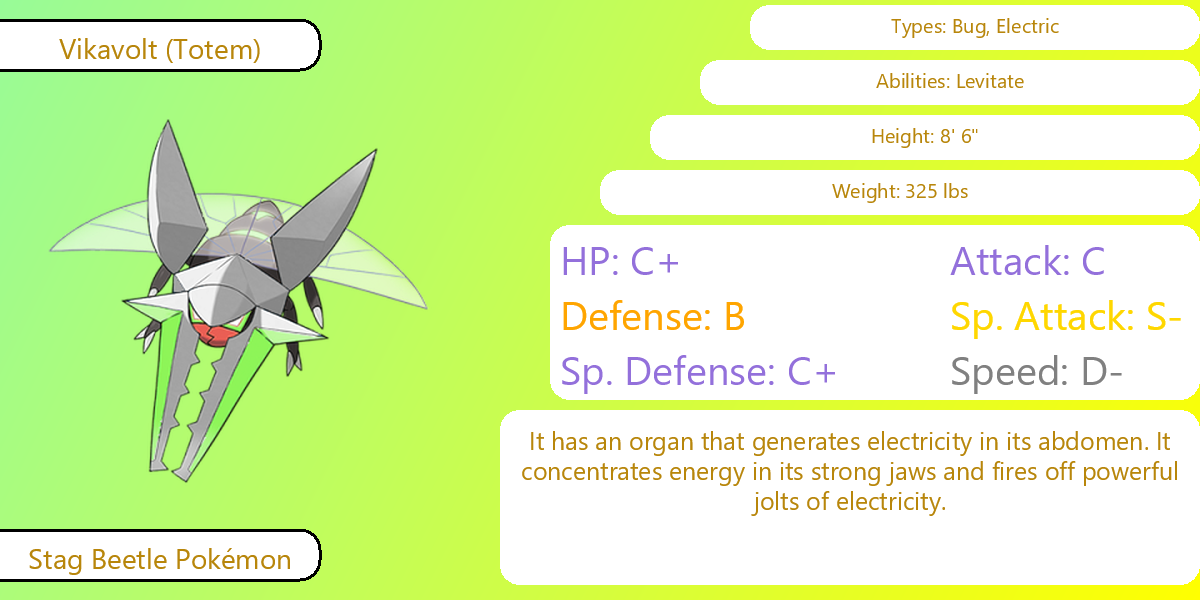 Vikavolt (Totem)
Types: Bug, Electric
Abilities: Levitate
Height: 8' 6"
Weight: 325 lbs
HP: C+
Attack: C
Defense: B
Sp. Attack: S-
Sp. Defense: C+
Speed: D-
It has an organ that generates electricity in its abdomen. It
concentrates energy in its strong jaws and fires off powerful
jolts of electricity.
Stag Beetle Pokémon